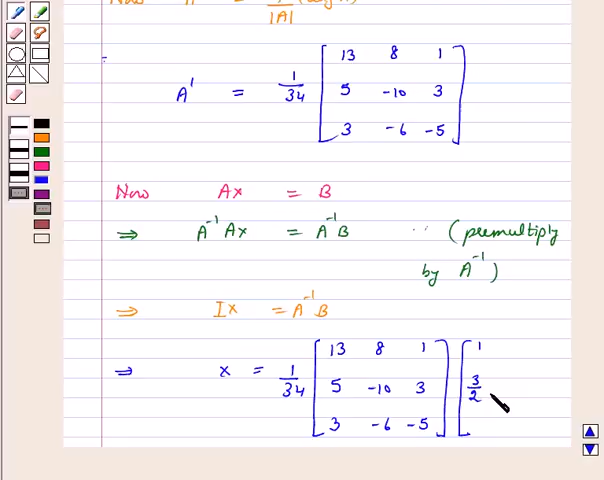 |A|
A' = 1/34 [ 13 8 1
5 -10 3
3 -6 -5 ]
Now Ax = B
⇒ A⁻¹Ax = A⁻¹B (premultiply
by A⁻¹)
⇒ Ix = A⁻¹B
⇒ x = 1/34 [ 13 8 1 ] [ 1
5 -10 3 3/2
3 -6 -5